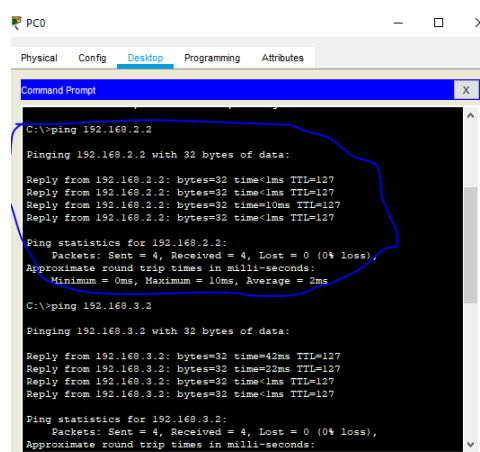 PC0
Physical Config Desktop Programming Attributes
Command Prompt X
C:\>ping 192.168.2.2
Pinging 192.168.2.2 with 32 bytes of data:
Reply from 192.168.2.2: bytes=32 time<1ms TTL=127
Reply from 192.168.2.2: bytes=32 time<1ms TTL=127
Reply from 192.168.2.2: bytes=32 time=10ms TTL=127
Reply from 192.168.2.2: bytes=32 time<1ms TTL=127
Ping statistics for 192.168.2.2:
Packets: Sent = 4, Received = 4, Lost = 0 (0% loss),
Approximate round trip times in milli-seconds:
Minimum = 0ms, Maximum = 10ms, Average = 2ms
C:\>ping 192.168.3.2
Pinging 192.168.3.2 with 32 bytes of data:
Reply from 192.168.3.2: bytes=32 time=42ms TTL=127
Reply from 192.168.3.2: bytes=32 time=22ms TTL=127
Reply from 192.168.3.2: bytes=32 time<1ms TTL=127
Reply from 192.168.3.2: bytes=32 time<1ms TTL=127
Ping statistics for 192.168.3.2:
Packets: Sent = 4, Received = 4, Lost = 0 (0% loss),
Approximate round trip times in milli-seconds: